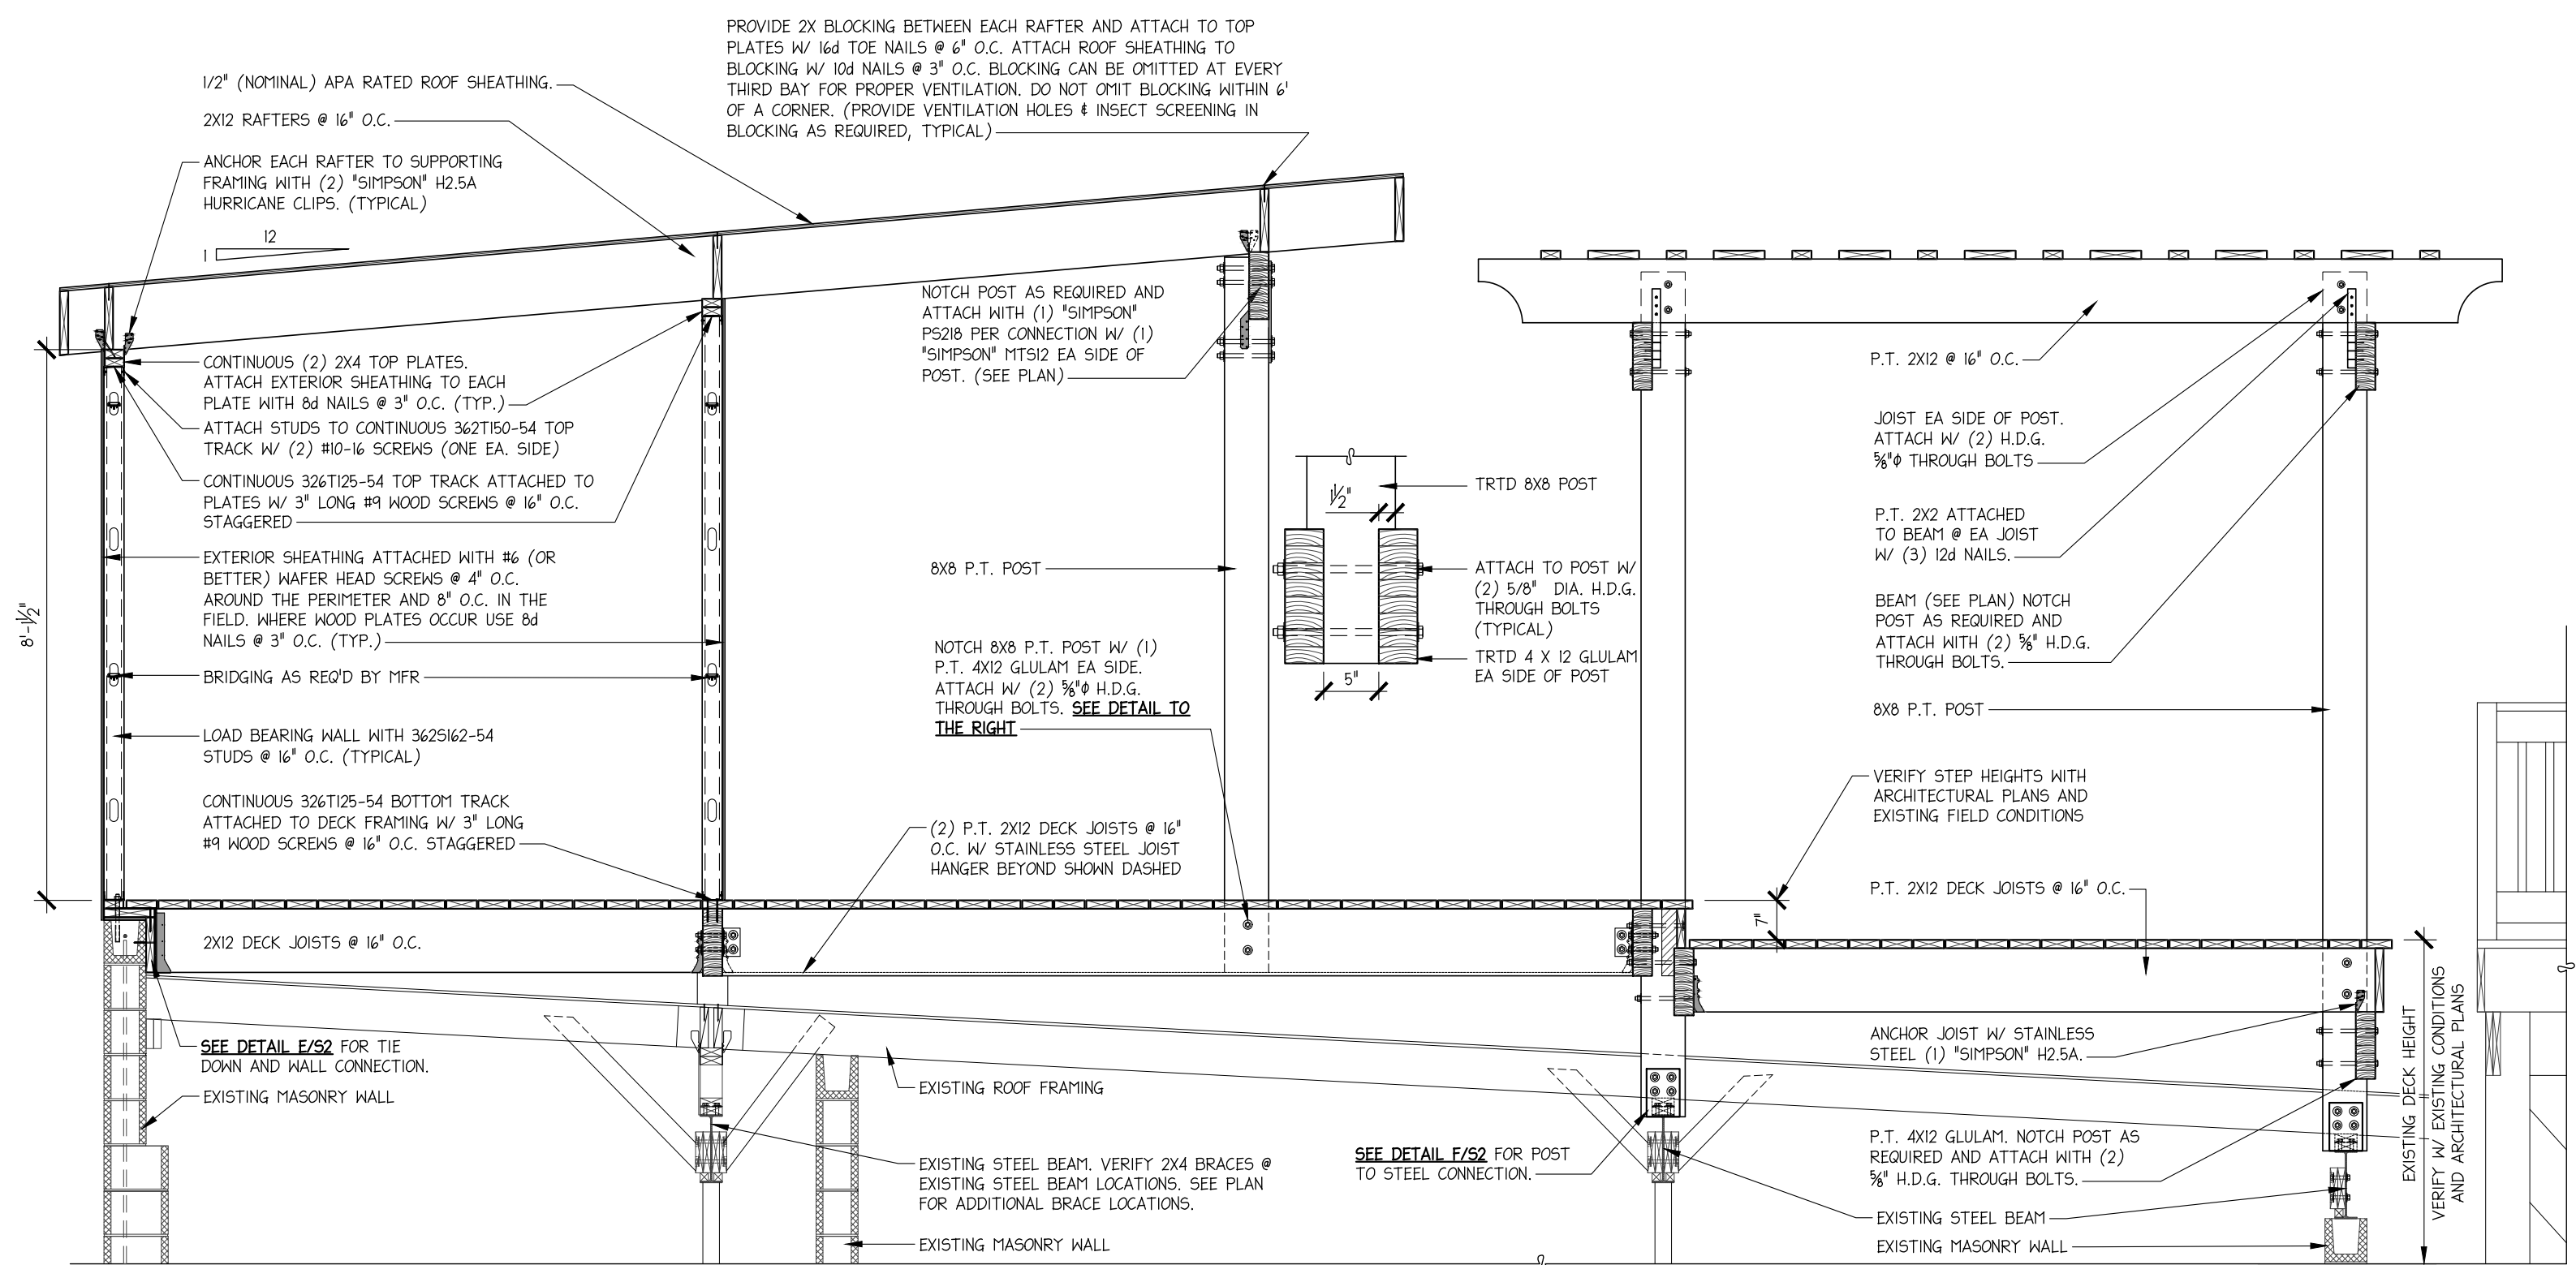 PROVIDE 2X BLOCKING BETWEEN EACH RAFTER AND ATTACH TO TOP
PLATES W/ 16d TOE NAILS @ 6" O.C. ATTACH ROOF SHEATHING TO
BLOCKING W/ 10d NAILS @ 3" O.C. BLOCKING CAN BE OMITTED AT EVERY
THIRD BAY FOR PROPER VENTILATION. DO NOT OMIT BLOCKING WITHIN 6'
OF A CORNER. (PROVIDE VENTILATION HOLES & INSECT SCREENING IN
BLOCKING AS REQUIRED, TYPICAL)
1/2" (NOMINAL) APA RATED ROOF SHEATHING.
2X12 RAFTERS @ 16" O.C.
ANCHOR EACH RAFTER TO SUPPORTING
FRAMING WITH (2) "SIMPSON" H2.5A
HURRICANE CLIPS. (TYPICAL)
12
1
CONTINUOUS (2) 2X4 TOP PLATES.
ATTACH EXTERIOR SHEATHING TO EACH
PLATE WITH 8d NAILS @ 3" O.C. (TYP.)
ATTACH STUDS TO CONTINUOUS 362T150-54 TOP
TRACK W/ (2) #10-16 SCREWS (ONE EA. SIDE)
CONTINUOUS 326T125-54 TOP TRACK ATTACHED TO
PLATES W/ 3" LONG #9 WOOD SCREWS @ 16" O.C.
STAGGERED
EXTERIOR SHEATHING ATTACHED WITH #6 (OR
BETTER) WAFER HEAD SCREWS @ 4" O.C.
AROUND THE PERIMETER AND 8" O.C. IN THE
FIELD. WHERE WOOD PLATES OCCUR USE 8d
NAILS @ 3" O.C. (TYP.)
8'-1 1/2"
BRIDGING AS REQ'D BY MFR
LOAD BEARING WALL WITH 362S162-54
STUDS @ 16" O.C. (TYPICAL)
CONTINUOUS 326T125-54 BOTTOM TRACK
ATTACHED TO DECK FRAMING W/ 3" LONG
#9 WOOD SCREWS @ 16" O.C. STAGGERED
2X12 DECK JOISTS @ 16" O.C.
SEE DETAIL E/S2 FOR TIE
DOWN AND WALL CONNECTION.
EXISTING MASONRY WALL
NOTCH POST AS REQUIRED AND
ATTACH WITH (1) "SIMPSON"
PS218 PER CONNECTION W/ (1)
"SIMPSON" MTS12 EA SIDE OF
POST. (SEE PLAN)
8X8 P.T. POST
NOTCH 8X8 P.T. POST W/ (1)
P.T. 4X12 GLULAM EA SIDE.
ATTACH W/ (2) 5/8"ϕ H.D.G.
THROUGH BOLTS. SEE DETAIL TO
THE RIGHT
(2) P.T. 2X12 DECK JOISTS @ 16"
O.C. W/ STAINLESS STEEL JOIST
HANGER BEYOND SHOWN DASHED
EXISTING ROOF FRAMING
EXISTING STEEL BEAM. VERIFY 2X4 BRACES @
EXISTING STEEL BEAM LOCATIONS. SEE PLAN
FOR ADDITIONAL BRACE LOCATIONS.
EXISTING MASONRY WALL
1 1/2"
TRTD 8X8 POST
ATTACH TO POST W/
(2) 5/8" DIA. H.D.G.
THROUGH BOLTS
(TYPICAL)
TRTD 4 X 12 GLULAM
EA SIDE OF POST
5"
SEE DETAIL F/S2 FOR POST
TO STEEL CONNECTION.
P.T. 2X12 @ 16" O.C.
JOIST EA SIDE OF POST.
ATTACH W/ (2) H.D.G.
5/8"ϕ THROUGH BOLTS
P.T. 2X2 ATTACHED
TO BEAM @ EA JOIST
W/ (3) 12d NAILS.
BEAM (SEE PLAN) NOTCH
POST AS REQUIRED AND
ATTACH WITH (2) 5/8" H.D.G.
THROUGH BOLTS.
8X8 P.T. POST
VERIFY STEP HEIGHTS WITH
ARCHITECTURAL PLANS AND
EXISTING FIELD CONDITIONS
7"
P.T. 2X12 DECK JOISTS @ 16" O.C.
ANCHOR JOIST W/ STAINLESS
STEEL (1) "SIMPSON" H2.5A.
P.T. 4X12 GLULAM. NOTCH POST AS
REQUIRED AND ATTACH WITH (2)
5/8" H.D.G. THROUGH BOLTS.
EXISTING STEEL BEAM
EXISTING MASONRY WALL
EXISTING DECK HEIGHT
VERIFY W/ EXISTING CONDITIONS
AND ARCHITECTURAL PLANS